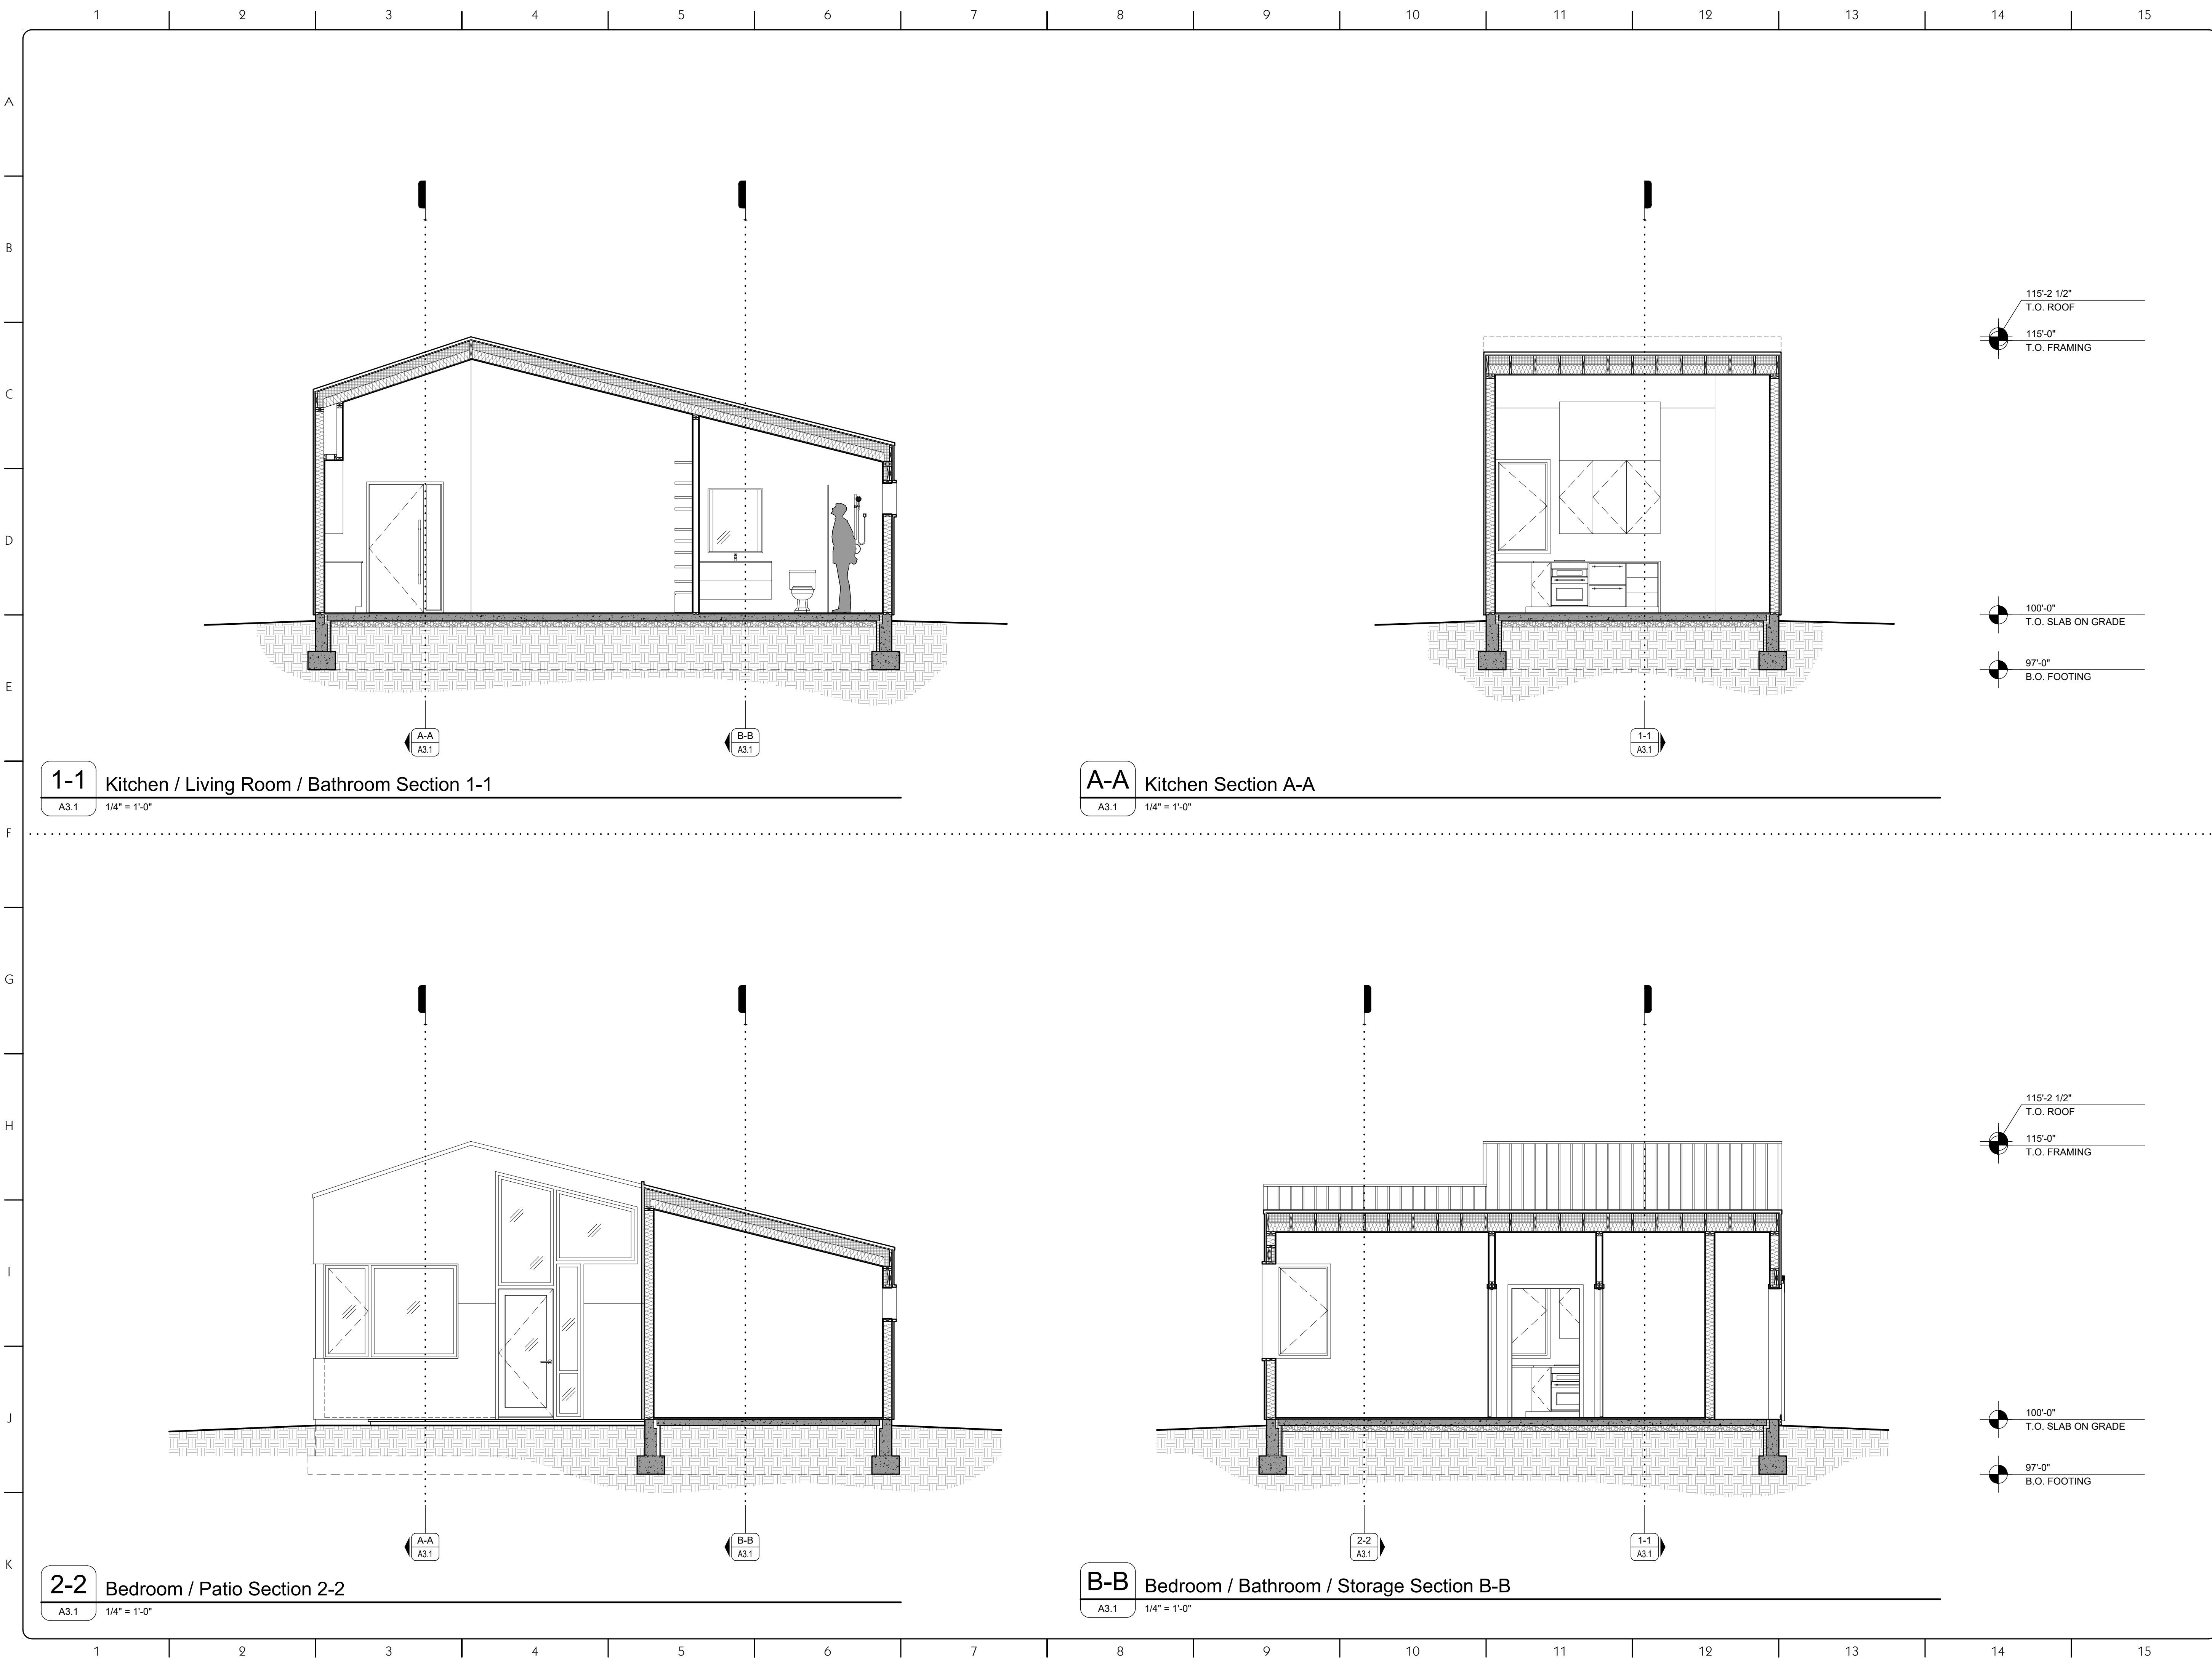 1 2 3 4 5 6 7 8 9 10 11 12 13 14 15
A
B
C
D
E
F
G
H
I
J
K
115'-2 1/2"
T.O. ROOF
115'-0"
T.O. FRAMING
100'-0"
T.O. SLAB ON GRADE
97'-0"
B.O. FOOTING
A-A
A3.1
B-B
A3.1
1-1
A3.1
1-1
A3.1
Kitchen / Living Room / Bathroom Section 1-1
1/4" = 1'-0"
A-A
A3.1
Kitchen Section A-A
1/4" = 1'-0"
115'-2 1/2"
T.O. ROOF
115'-0"
T.O. FRAMING
100'-0"
T.O. SLAB ON GRADE
97'-0"
B.O. FOOTING
A-A
A3.1
B-B
A3.1
2-2
A3.1
1-1
A3.1
2-2
A3.1
Bedroom / Patio Section 2-2
1/4" = 1'-0"
B-B
A3.1
Bedroom / Bathroom / Storage Section B-B
1/4" = 1'-0"
1 2 3 4 5 6 7 8 9 10 11 12 13 14 15